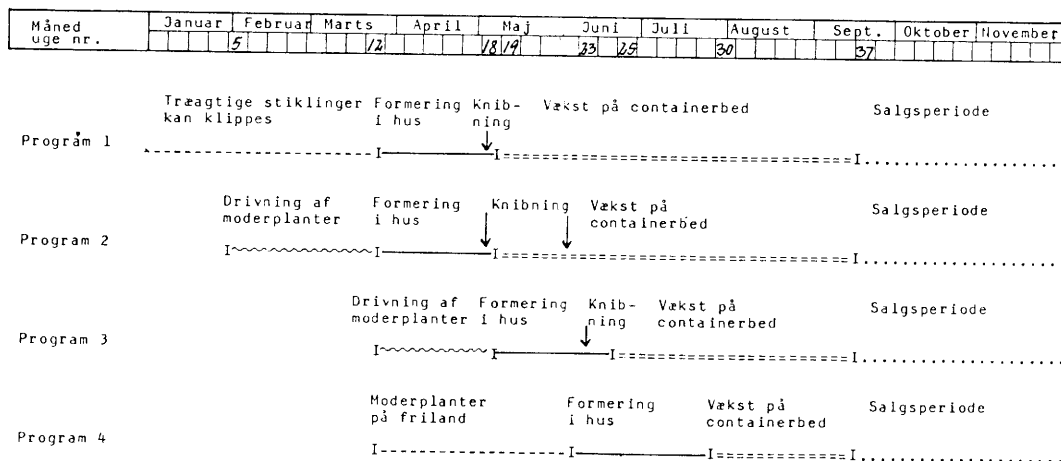 Måned Januar Februar Marts April Maj Juni Juli August Sept. Oktober November
uge nr. 5 12 18 19 23 25 30 37
Træagtige stiklinger Formering Knib- Vækst på containerbed Salgsperiode
kan klippes i hus ning
Program 1
Drivning af Formering Knibning Vækst på Salgsperiode
moderplanter i hus containerbed
Program 2
Drivning af Formering Knib- Vækst på Salgsperiode
moderplanter i hus ning containerbed
Program 3
Moderplanter Formering Vækst på Salgsperiode
på friland i hus containerbed
Program 4